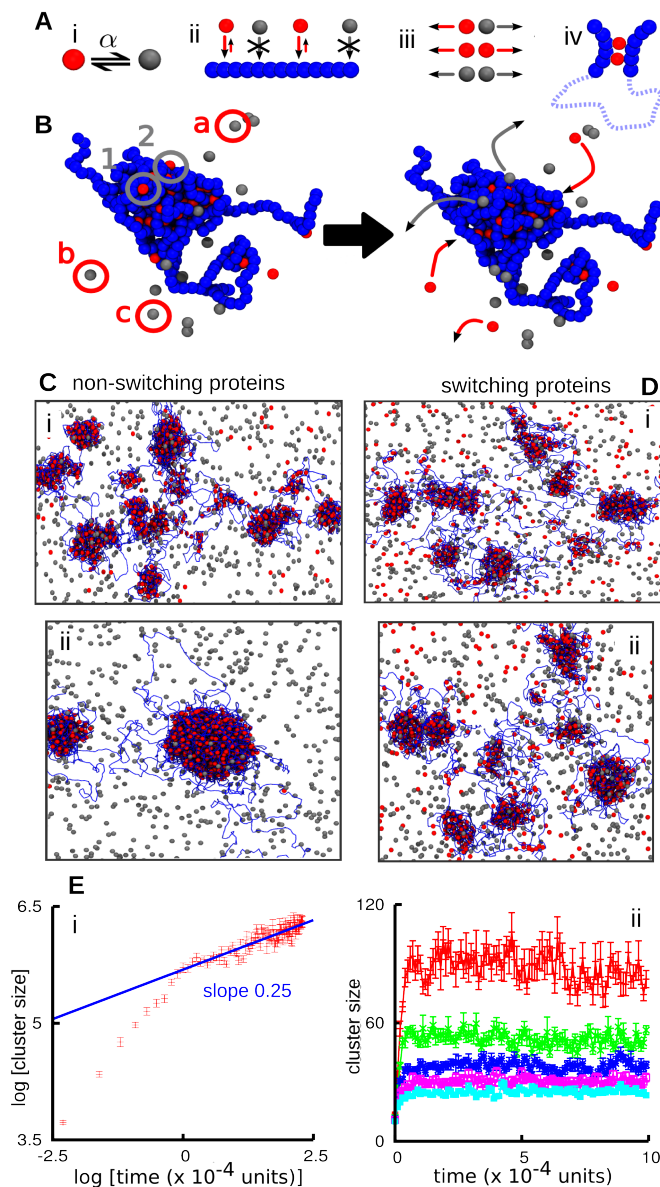 A i α ii iii iv
B 1 2 a b c
C non-switching proteins switching proteins D
i i
ii ii
E
6.5 5 3.5
log [cluster size]
i
slope 0.25
-2.5 0 2.5
log [time (x 10⁻⁴ units)]
120 60 0
cluster size
ii
0 5 10
time (x 10⁻⁴ units)